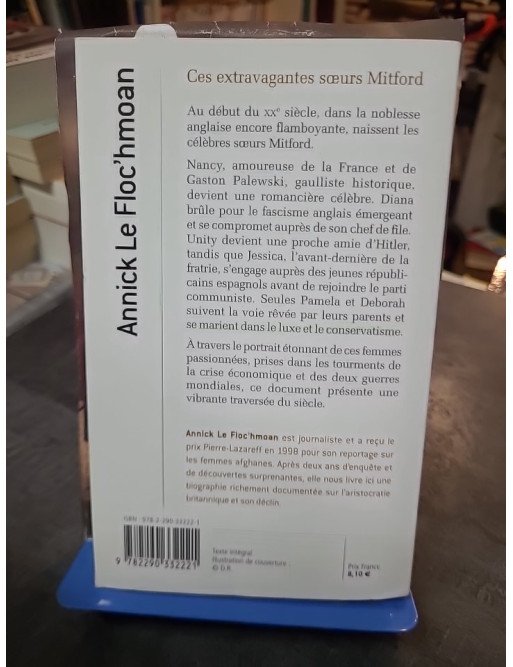 Annick Le Floc'hmoan
Ces extravagantes sœurs Mitford
Au début du XXe siècle, dans la noblesse
anglaise encore flamboyante, naissent les
célèbres sœurs Mitford.
Nancy, amoureuse de la France et de
Gaston Palewski, gaulliste historique,
devient une romancière célèbre. Diana
brûle pour le fascisme anglais émergeant
et se compromet auprès de son chef de file.
Unity devient une proche amie d'Hitler,
tandis que Jessica, l'avant-dernière de la
fratrie, s'engage auprès des jeunes républi-
cains espagnols avant de rejoindre le parti
communiste. Seules Pamela et Deborah
suivent la voie rêvée par leurs parents et
se marient dans le luxe et le conservatisme.
À travers le portrait étonnant de ces femmes
passionnées, prises dans les tourments de
la crise économique et des deux guerres
mondiales, ce document présente une
vibrante traversée du siècle.
Annick Le Floc'hmoan est journaliste et a reçu le
prix Pierre-Lazareff en 1998 pour son reportage sur
les femmes afghanes. Après deux ans d'enquête et
de découvertes surprenantes, elle nous livre ici une
biographie richement documentée sur l'aristocratie
britannique et son déclin.
ISBN : 978-2-290-33222-1
9 782290 332221
Texte intégral
Illustration de couverture :
© D.R.
Prix France
8,10 €